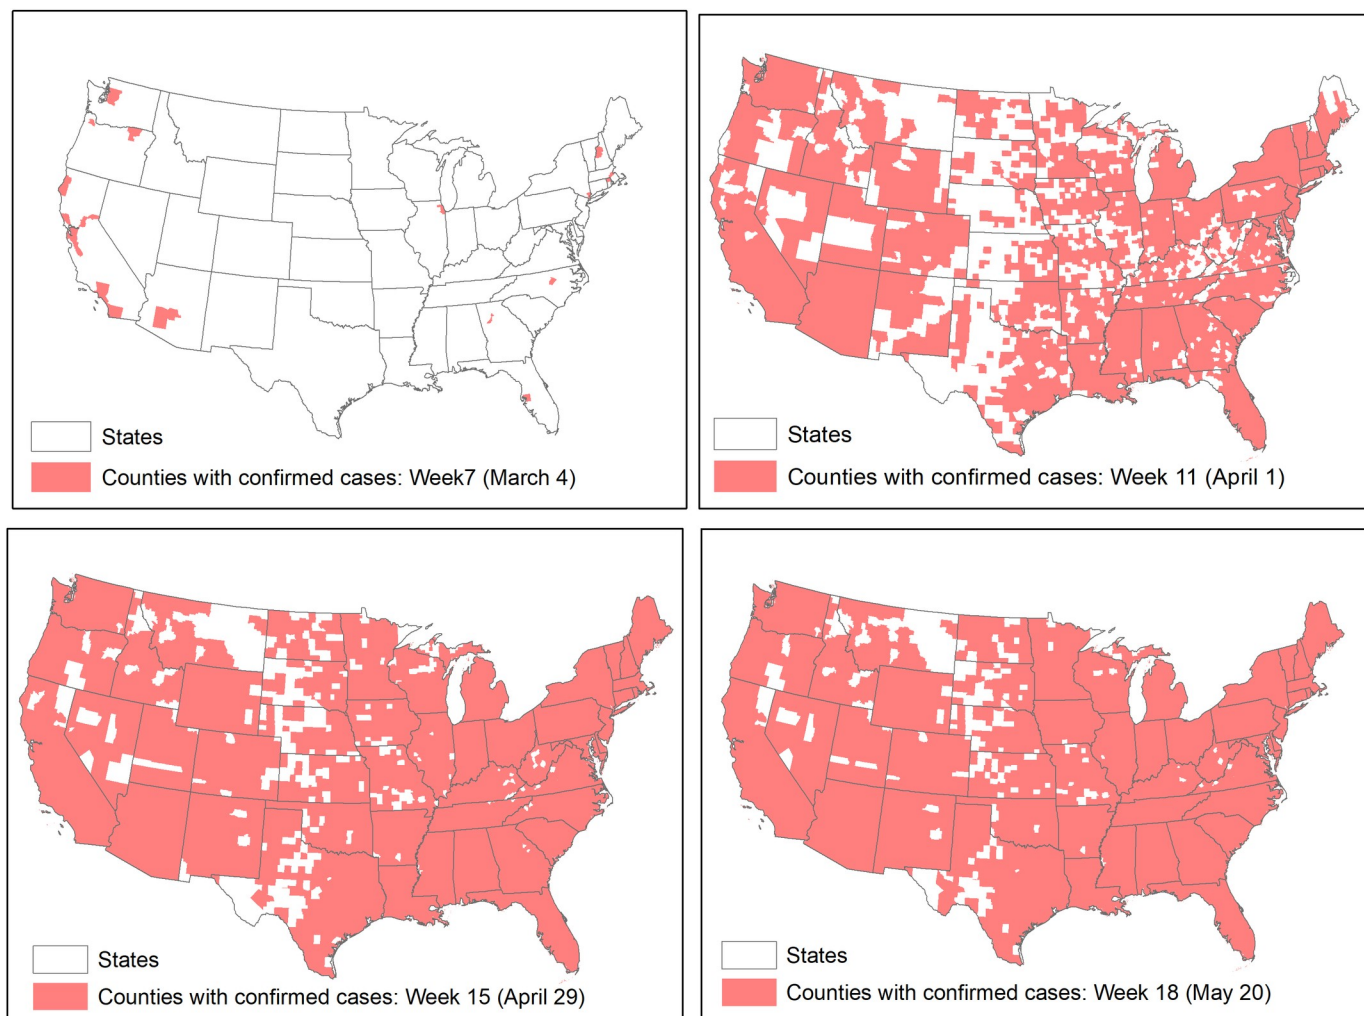 States
Counties with confirmed cases: Week7 (March 4)
States
Counties with confirmed cases: Week 11 (April 1)
States
Counties with confirmed cases: Week 15 (April 29)
States
Counties with confirmed cases: Week 18 (May 20)